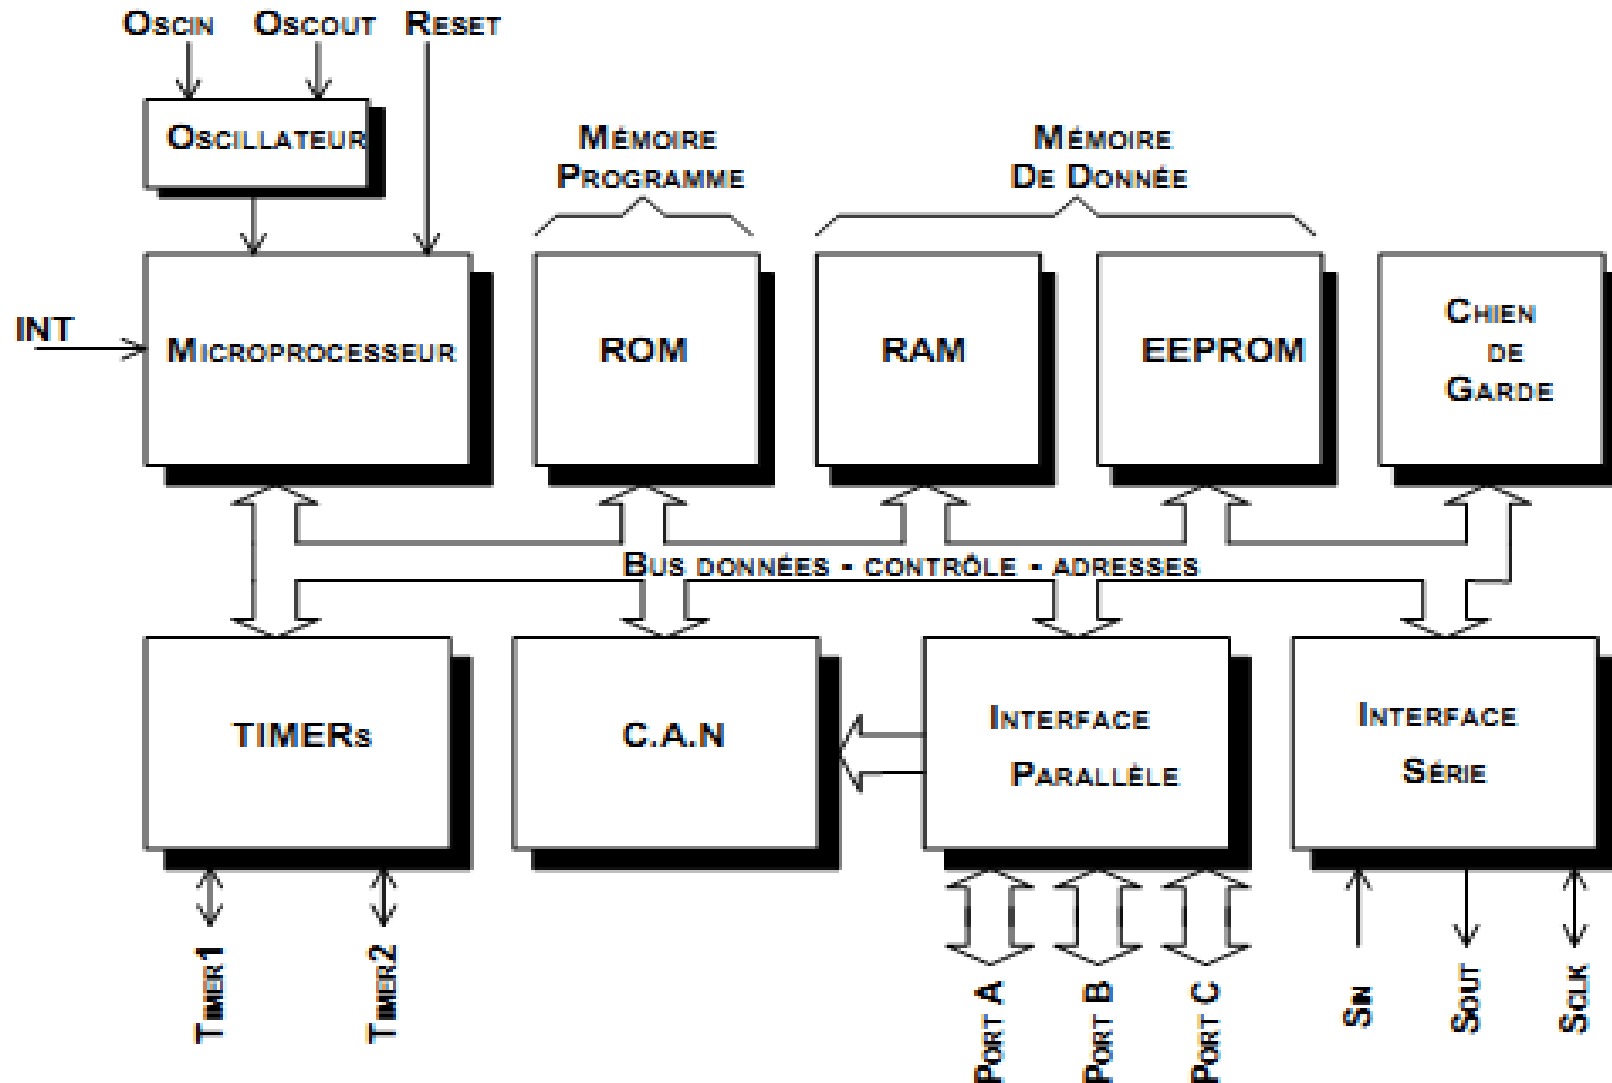 OSCIN OSCOUT RESET
OSCILLATEUR
MÉMOIRE
PROGRAMME
MÉMOIRE
DE DONNÉE
INT
MICROPROCESSEUR
ROM
RAM
EEPROM
CHIEN
DE
GARDE
BUS DONNÉES - CONTRÔLE - ADRESSES
TIMERs
C.A.N
INTERFACE
PARALLÈLE
INTERFACE
SÉRIE
TIMER1
TIMER2
PORT A
PORT B
PORT C
SIN
SOUT
SCLK